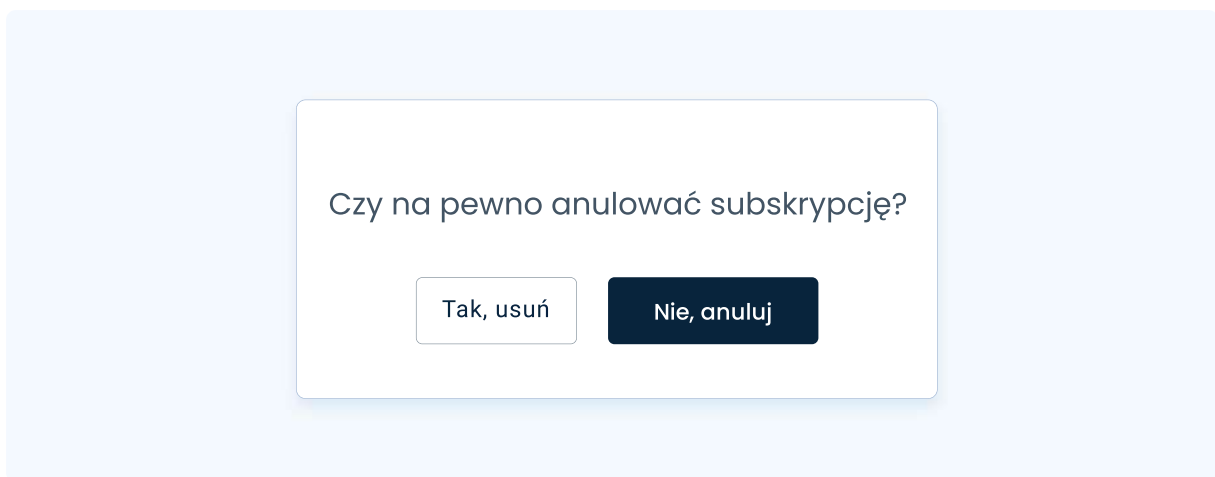 Czy na pewno anulować subskrypcję?
Tak, usuń
Nie, anuluj